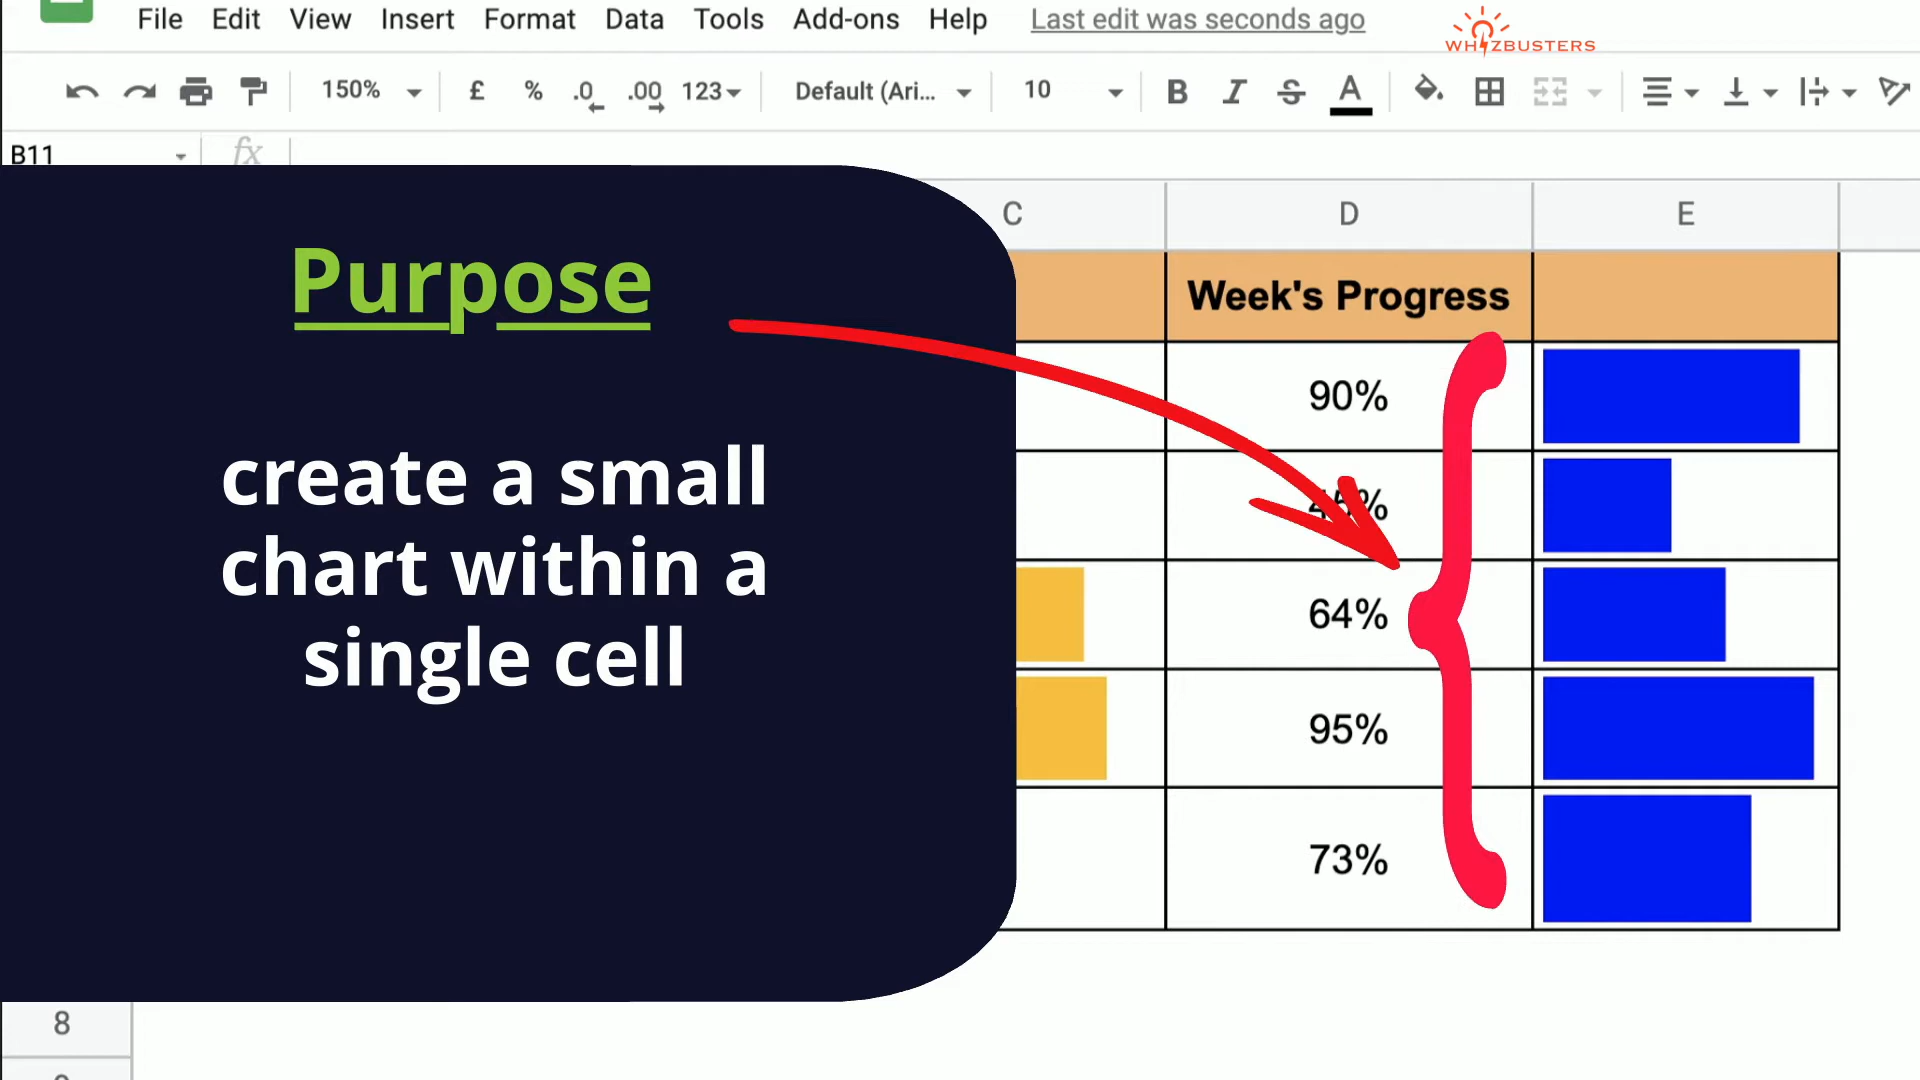 File Edit View Insert Format Data Tools Add-ons Help Last edit was seconds ago
WHIZBUSTERS
150% £ % .0 .00 123 Default (Ari... 10 B I S A
B11 fx
C D E
Purpose
Week's Progress
90%
create a small
45%
chart within a
64%
single cell
95%
73%
8